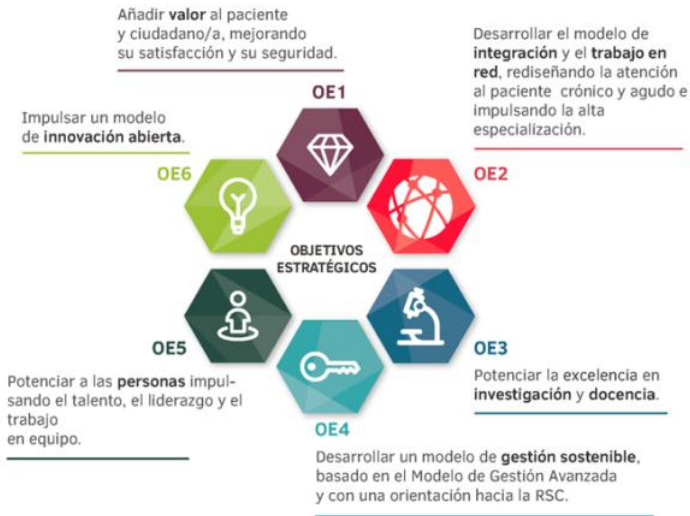 Añadir valor al paciente
y ciudadano/a, mejorando
su satisfacción y su seguridad.
OE1
Desarrollar el modelo de
integración y el trabajo en
red, rediseñando la atención
al paciente crónico y agudo e
impulsando la alta
especialización.
OE2
Impulsar un modelo
de innovación abierta.
OE6
OBJETIVOS
ESTRATÉGICOS
OE5
Potenciar a las personas impul-
sando el talento, el liderazgo y el
trabajo
en equipo.
OE3
Potenciar la excelencia en
investigación y docencia.
OE4
Desarrollar un modelo de gestión sostenible,
basado en el Modelo de Gestión Avanzada
y con una orientación hacia la RSC.